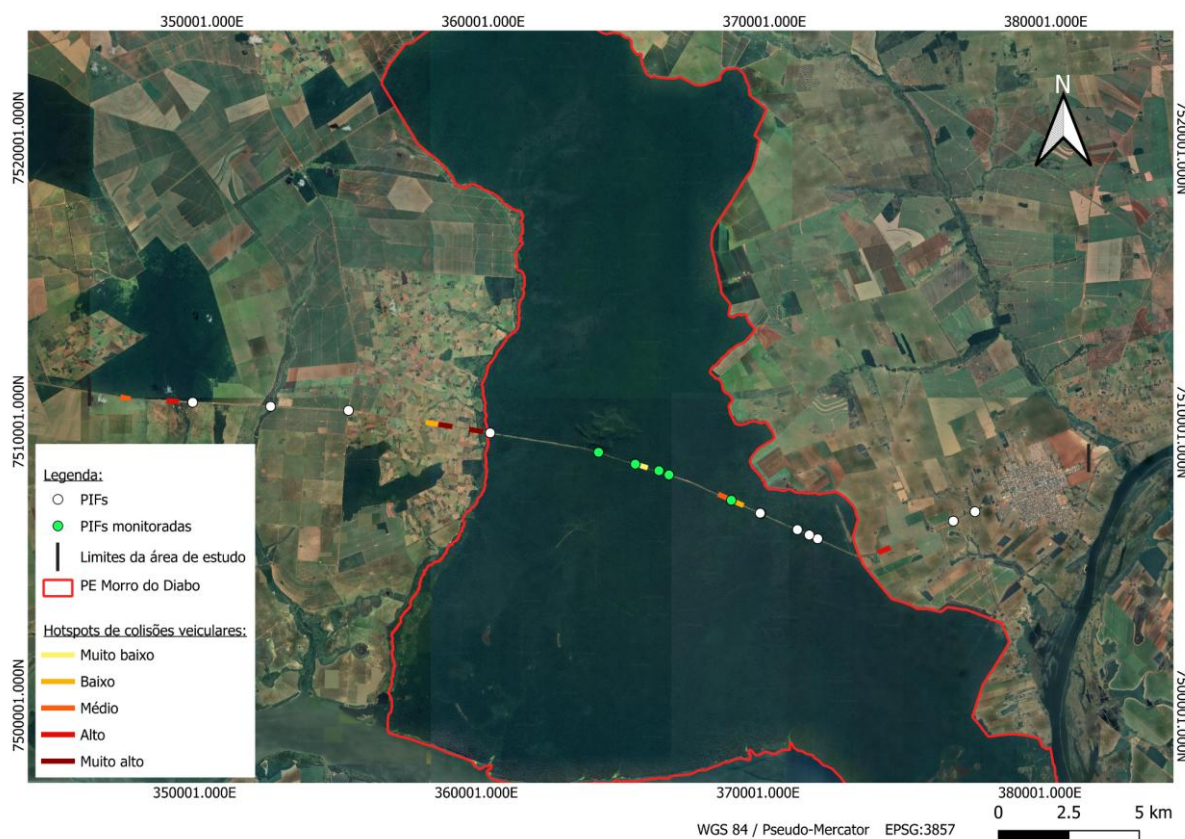 350001.000E 360001.000E 370001.000E 380001.000E
7520001.000N
7520001.000N
N
7510001.000N
7510001.000N
Legenda:
PIFs
PIFs monitoradas
Limites da área de estudo
PE Morro do Diabo
Hotspots de colisões veiculares:
Muito baixo
Baixo
Médio
Alto
Muito alto
7500001.000N
7500001.000N
350001.000E 360001.000E 370001.000E 380001.000E
0 2.5 5 km
WGS 84 / Pseudo-Mercator EPSG:3857